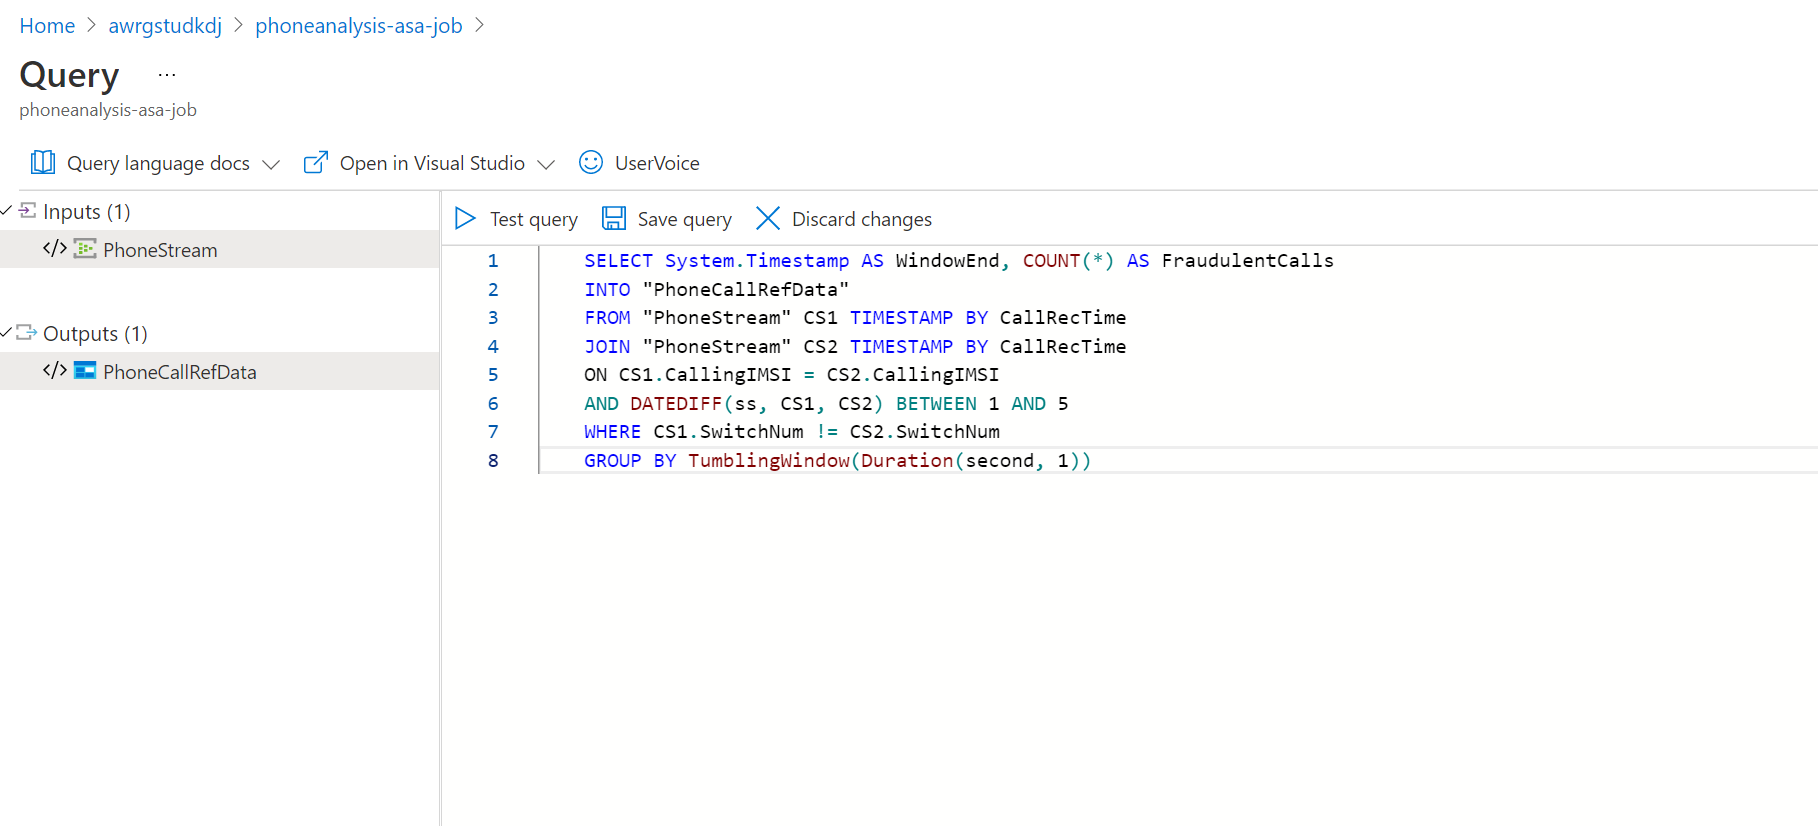 Home > awrgstudkdj > phoneanalysis-asa-job >
Query ...
phoneanalysis-asa-job
Query language docs Open in Visual Studio UserVoice
Inputs (1)
</> PhoneStream
Outputs (1)
</> PhoneCallRefData
Test query Save query Discard changes
1 SELECT System.Timestamp AS WindowEnd, COUNT(*) AS FraudulentCalls
2 INTO "PhoneCallRefData"
3 FROM "PhoneStream" CS1 TIMESTAMP BY CallRecTime
4 JOIN "PhoneStream" CS2 TIMESTAMP BY CallRecTime
5 ON CS1.CallingIMSI = CS2.CallingIMSI
6 AND DATEDIFF(ss, CS1, CS2) BETWEEN 1 AND 5
7 WHERE CS1.SwitchNum != CS2.SwitchNum
8 GROUP BY TumblingWindow(Duration(second, 1))